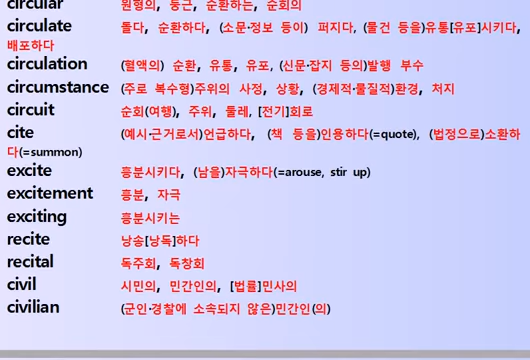 circular 원형의, 둥근, 순환하는, 순회의
circulate 돌다, 순환하다, (소문·정보 등이) 퍼지다, (물건 등을)유통[유포]시키다,
배포하다
circulation (혈액의) 순환, 유통, 유포, (신문·잡지 등의)발행 부수
circumstance (주로 복수형)주위의 사정, 상황, (경제적·물질적)환경, 처지
circuit 순회(여행), 주위, 둘레, [전기]회로
cite (예시·근거로서)언급하다, (책 등을)인용하다(=quote), (법정으로)소환하
다(=summon)
excite 흥분시키다, (남을)자극하다(=arouse, stir up)
excitement 흥분, 자극
exciting 흥분시키는
recite 낭송[낭독]하다
recital 독주회, 독창회
civil 시민의, 민간인의, [법률]민사의
civilian (군인·경찰에 소속되지 않은)민간인(의)